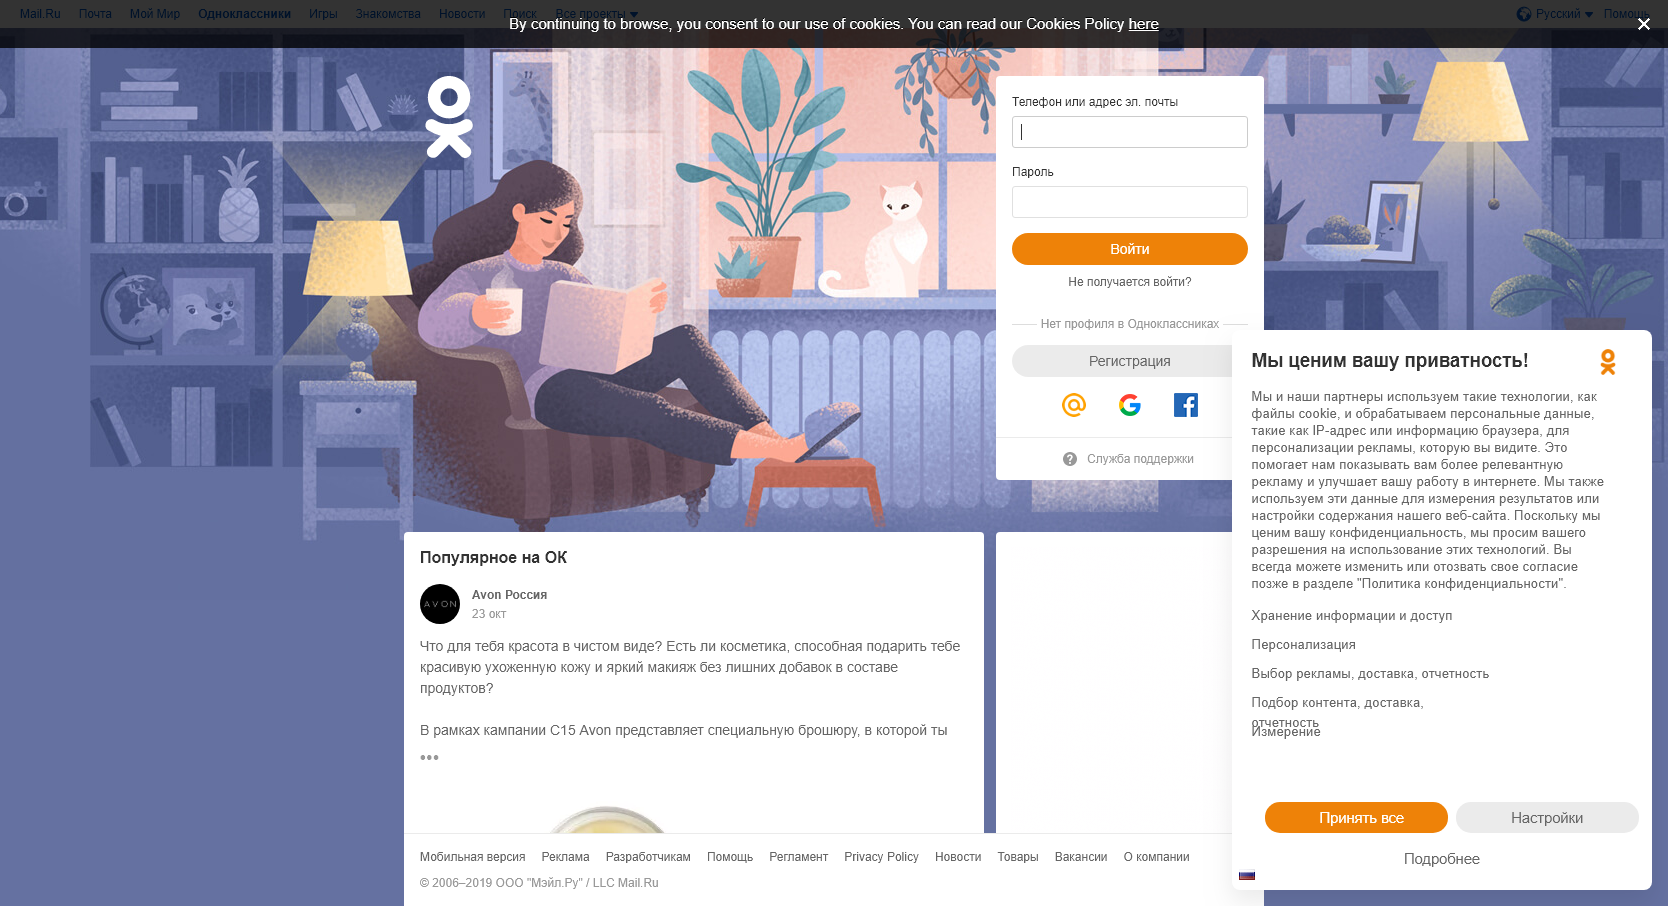 Mail.Ru Почта Мой Мир Одноклассники Игры Знакомства Новости Поиск Все проекты Русский Помощь
By continuing to browse, you consent to our use of cookies. You can read our Cookies Policy here
Телефон или адрес эл. почты
Пароль
Войти
Не получается войти?
Нет профиля в Одноклассниках
Регистрация
Служба поддержки
Популярное на ОК
AVON
Avon Россия
23 окт
Что для тебя красота в чистом виде? Есть ли косметика, способная подарить тебе
красивую ухоженную кожу и яркий макияж без лишних добавок в составе
продуктов?
В рамках кампании С15 Avon представляет специальную брошюру, в которой ты
•••
Мы ценим вашу приватность!
Мы и наши партнеры используем такие технологии, как
файлы cookie, и обрабатываем персональные данные,
такие как IP-адрес или информацию браузера, для
персонализации рекламы, которую вы видите. Это
помогает нам показывать вам более релевантную
рекламу и улучшает вашу работу в интернете. Мы также
используем эти данные для измерения результатов или
настройки содержания нашего веб-сайта. Поскольку мы
ценим вашу конфиденциальность, мы просим вашего
разрешения на использование этих технологий. Вы
всегда можете изменить или отозвать свое согласие
позже в разделе "Политика конфиденциальности".
Хранение информации и доступ
Персонализация
Выбор рекламы, доставка, отчетность
Подбор контента, доставка,
отчетность
Измерение
Принять все Настройки
Подробнее
Мобильная версия Реклама Разработчикам Помощь Регламент Privacy Policy Новости Товары Вакансии О компании
© 2006–2019 ООО "Мэйл.Ру" / LLC Mail.Ru